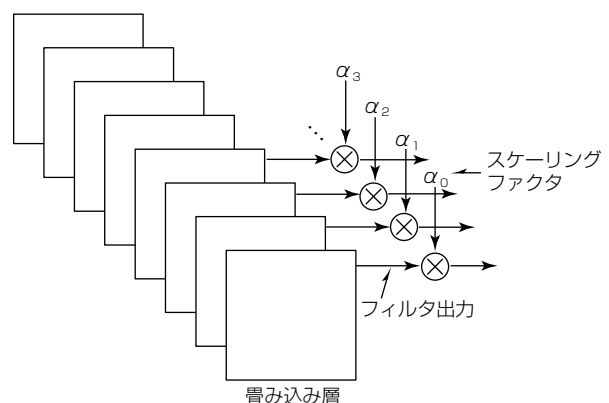 α3
α2
α1
α0
スケーリング
ファクタ
フィルタ出力
畳み込み層